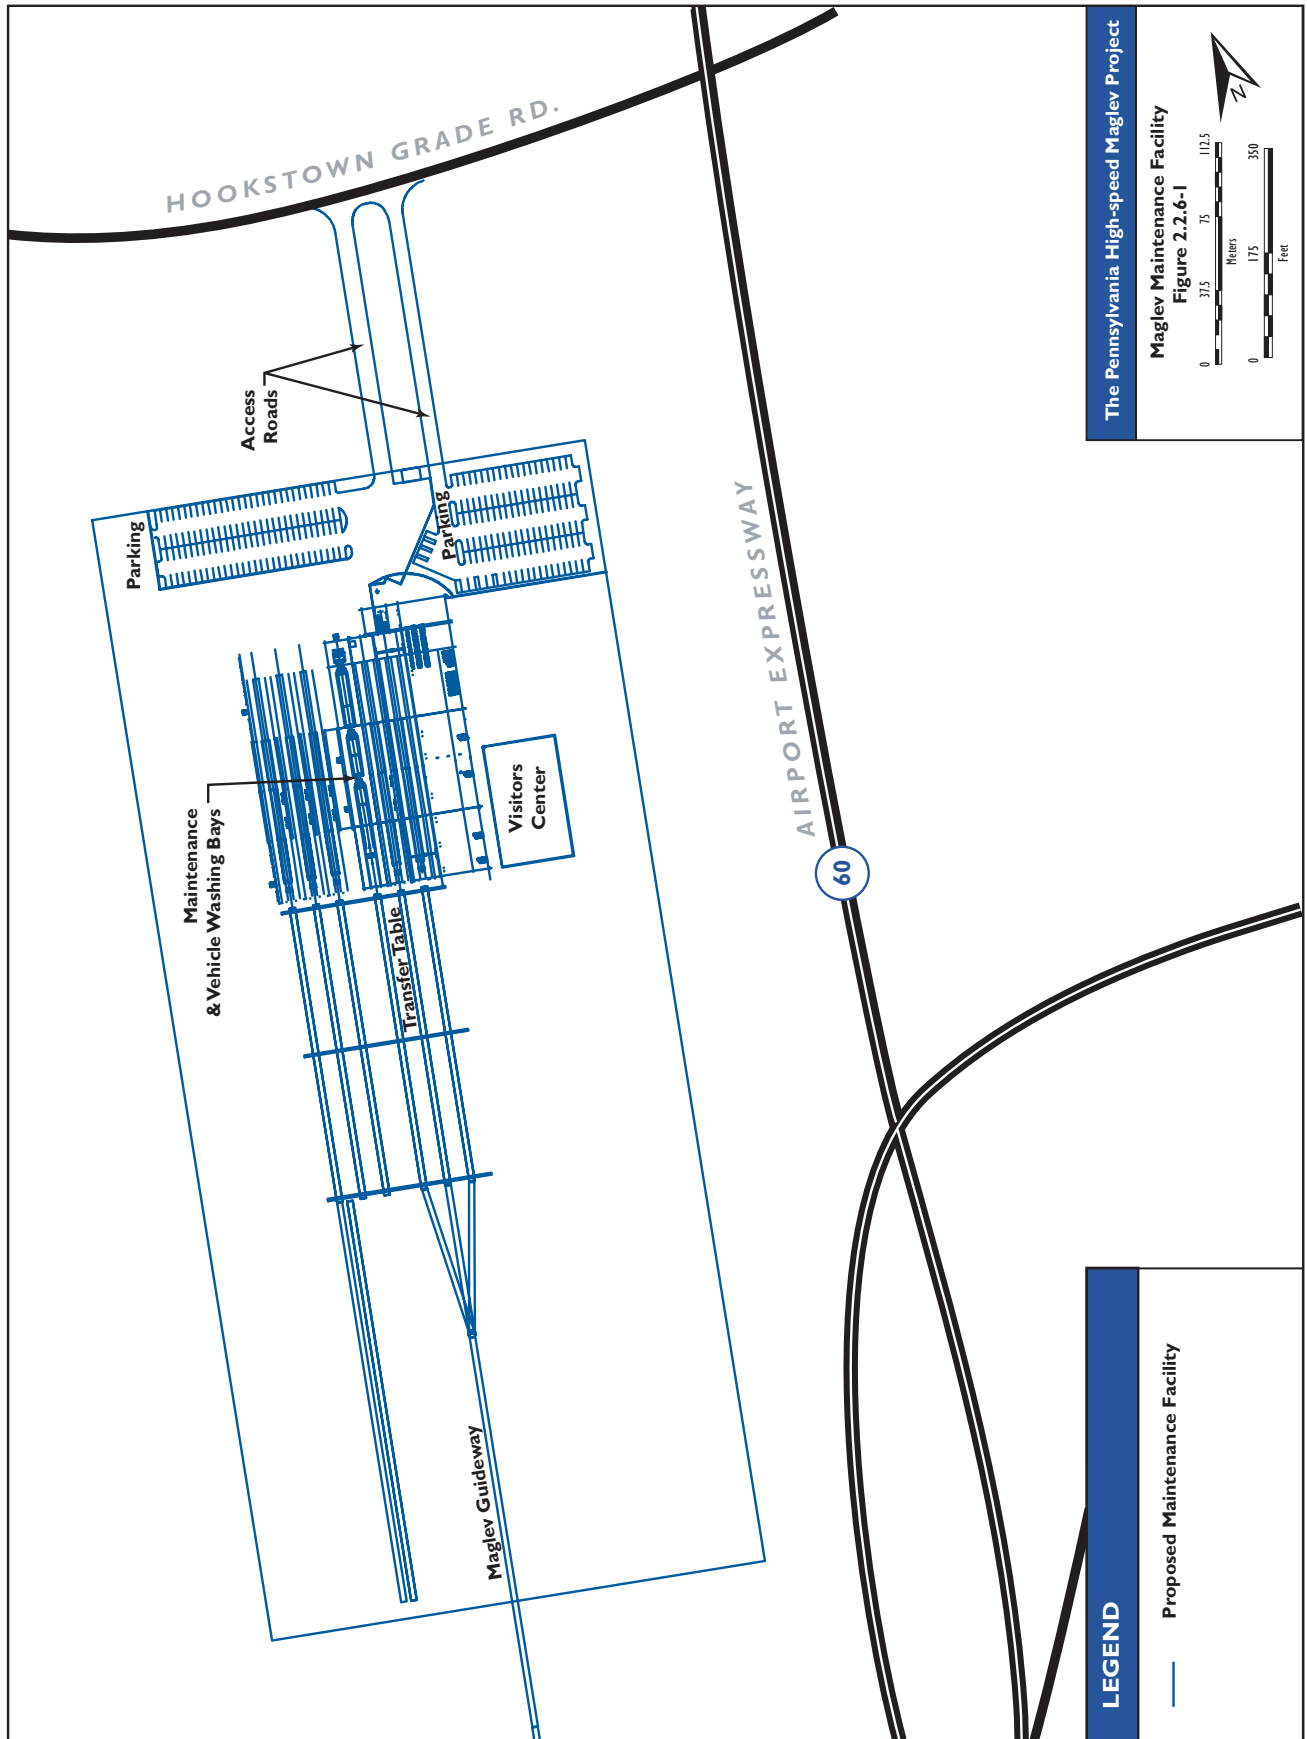 HOOKSTOWN GRADE RD.
Access
Roads
Parking
Parking
Maintenance
& Vehicle Washing Bays
Visitors
Center
Transfer Table
Maglev Guideway
AIRPORT EXPRESSWAY
60
LEGEND
Proposed Maintenance Facility
The Pennsylvania High-speed Maglev Project
Maglev Maintenance Facility
Figure 2.2.6-1
0 37.5 75 112.5
Meters
0 175 350
Feet
N